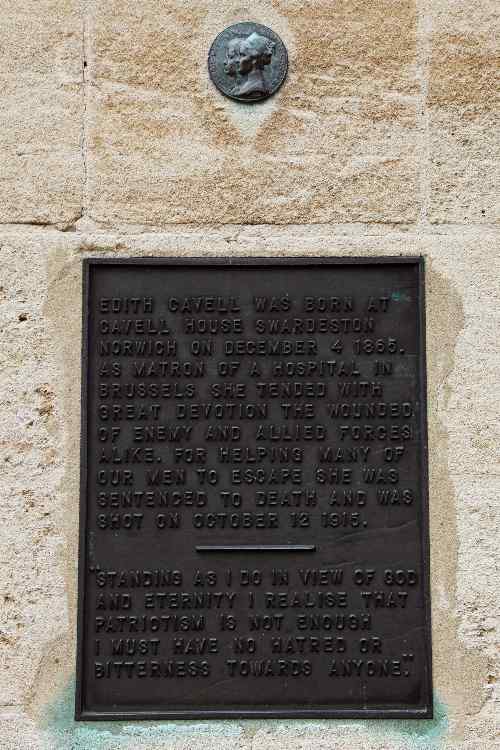 EDITH CAVELL WAS BORN AT
CAVELL HOUSE SWARDESTON
NORWICH ON DECEMBER 4 1865.
AS MATRON OF A HOSPITAL IN
BRUSSELS SHE TENDED WITH
GREAT DEVOTION THE WOUNDED
OF ENEMY AND ALLIED FORCES
ALIKE. FOR HELPING MANY OF
OUR MEN TO ESCAPE SHE WAS
SENTENCED TO DEATH AND WAS
SHOT ON OCTOBER 12 1915.
"STANDING AS I DO IN VIEW OF GOD
AND ETERNITY I REALISE THAT
PATRIOTISM IS NOT ENOUGH
I MUST HAVE NO HATRED OR
BITTERNESS TOWARDS ANYONE."